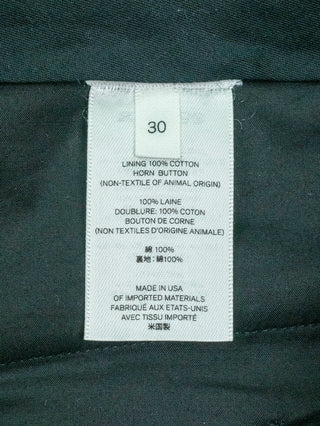 30
LINING 100% COTTON
HORN BUTTON
(NON-TEXTILE OF ANIMAL ORIGIN)
100% LAINE
DOUBLURE: 100% COTON
BOUTON DE CORNE
(NON TEXTILES D'ORIGINE ANIMALE)
綿 100%
裏地：綿100%
MADE IN USA
OF IMPORTED MATERIALS
FABRIQUÉ AUX ETATS-UNIS
AVEC TISSU IMPORTÉ
米国製